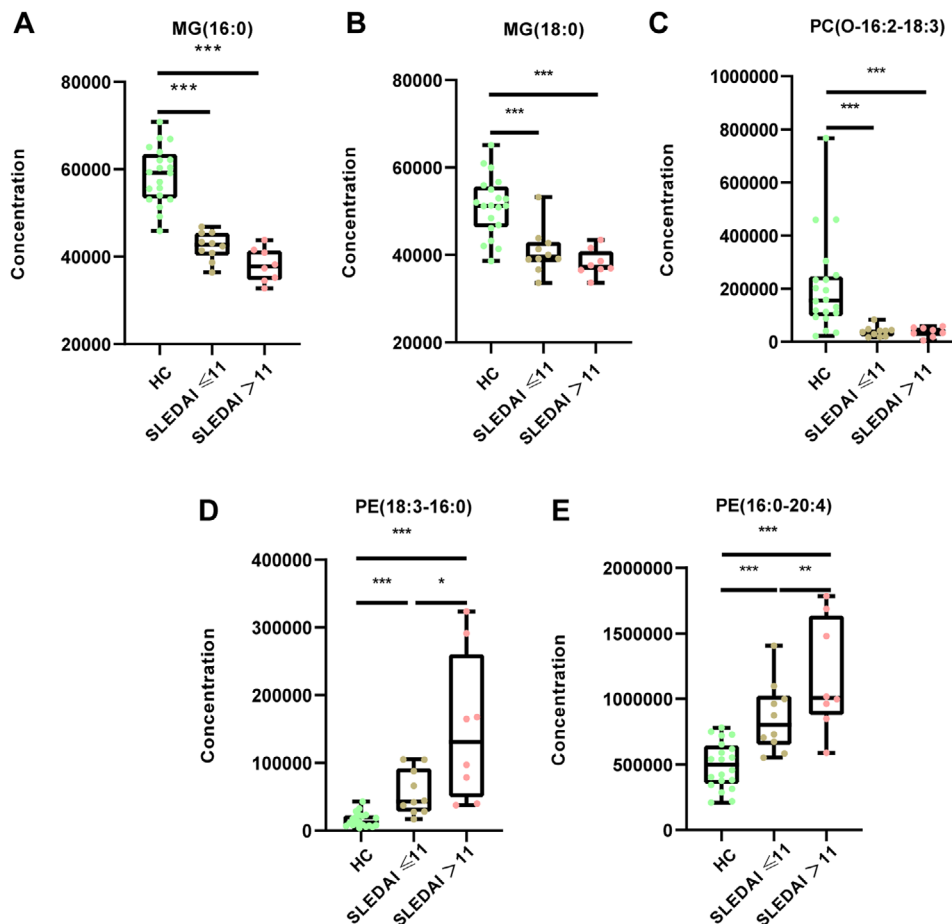 A
MG(16:0)
***
***
Concentration
80000
60000
40000
20000
HC
SLEDAI ≤11
SLEDAI > 11
B
MG(18:0)
***
***
Concentration
80000
60000
40000
20000
HC
SLEDAI ≤11
SLEDAI > 11
C
PC(O-16:2-18:3)
***
***
Concentration
1000000
800000
600000
400000
200000
0
HC
SLEDAI ≤11
SLEDAI > 11
D
PE(18:3-16:0)
***
***
*
Concentration
400000
300000
200000
100000
0
HC
SLEDAI ≤11
SLEDAI > 11
E
PE(16:0-20:4)
***
***
**
Concentration
2000000
1500000
1000000
500000
0
HC
SLEDAI ≤11
SLEDAI > 11